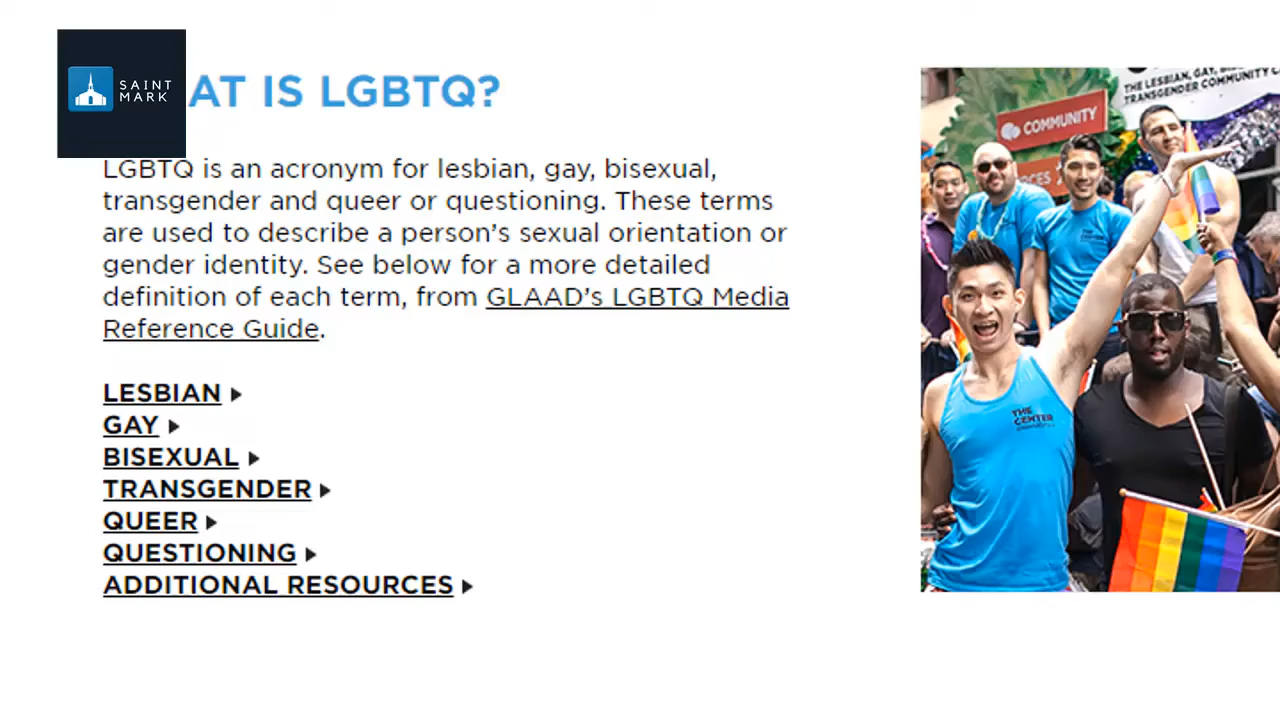 SAINT
MARK
AT IS LGBTQ?
LGBTQ is an acronym for lesbian, gay, bisexual,
transgender and queer or questioning. These terms
are used to describe a person's sexual orientation or
gender identity. See below for a more detailed
definition of each term, from GLAAD's LGBTQ Media
Reference Guide.
LESBIAN
GAY
BISEXUAL
TRANSGENDER
QUEER
QUESTIONING
ADDITIONAL RESOURCES
THE LESBIAN, GAY,
TRANSGENDER COMMUNITY
COMMUNITY
THE
CENTER